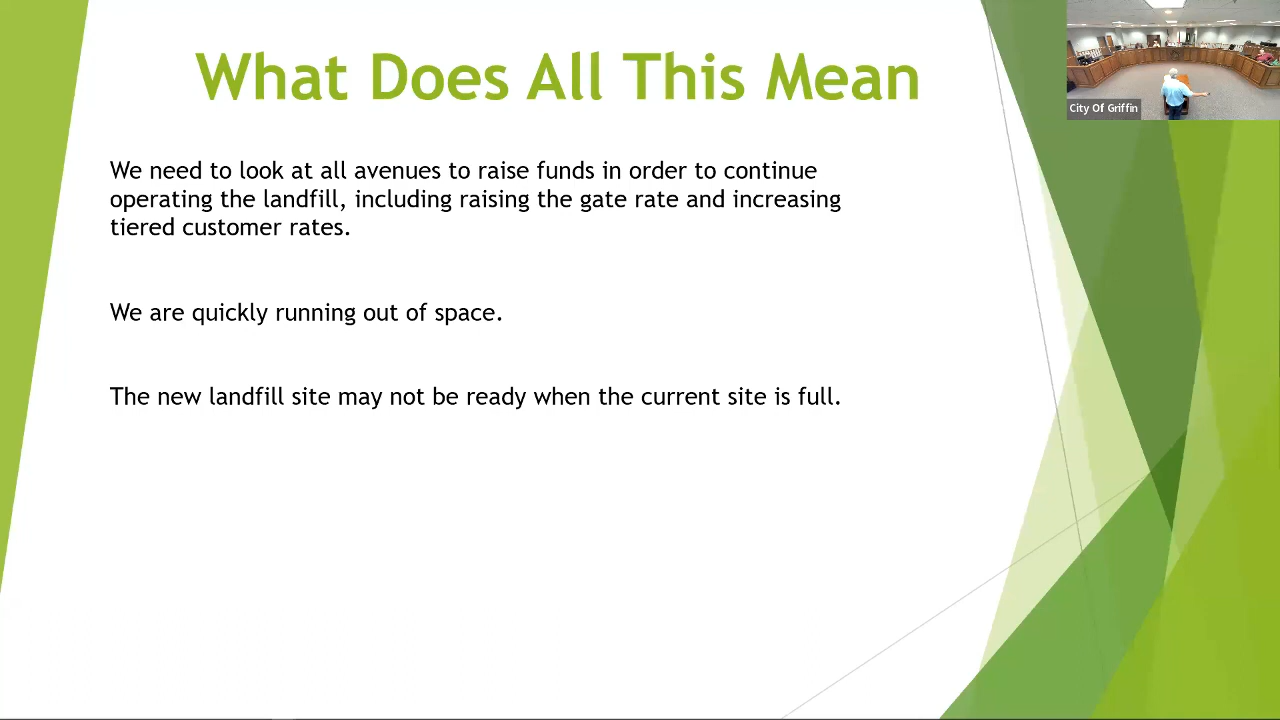 What Does All This Mean
City Of Griffin
We need to look at all avenues to raise funds in order to continue
operating the landfill, including raising the gate rate and increasing
tiered customer rates.
We are quickly running out of space.
The new landfill site may not be ready when the current site is full.